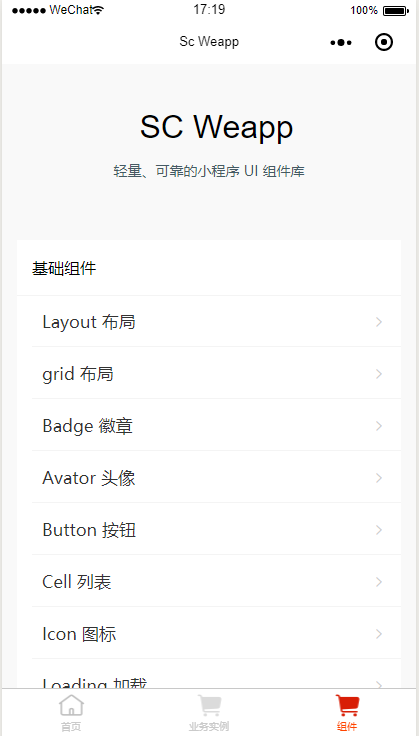 WeChat 17:19 100%
Sc Weapp
SC Weapp
轻量、可靠的小程序 UI 组件库
基础组件
Layout 布局
grid 布局
Badge 徽章
Avator 头像
Button 按钮
Cell 列表
Icon 图标
Loading 加载
首页 业务实例 组件